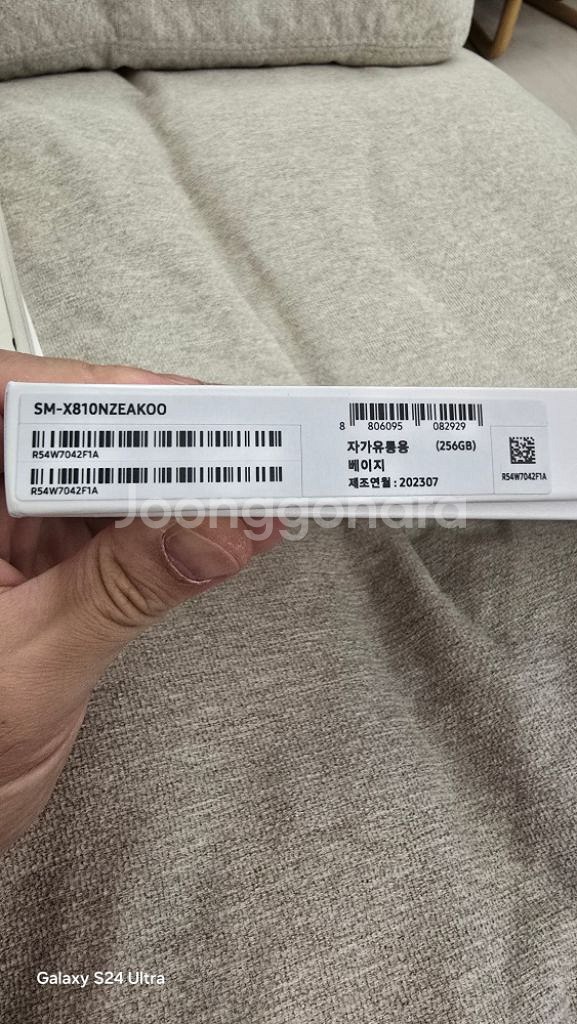 SM-X810NZEAKOO
R54W7042F1A
R54W7042F1A
8 806095 082929
자가유통용 (256GB)
베이지
제조연월 : 202307
R54W7042F1A
Joonggonara
Galaxy S24 Ultra